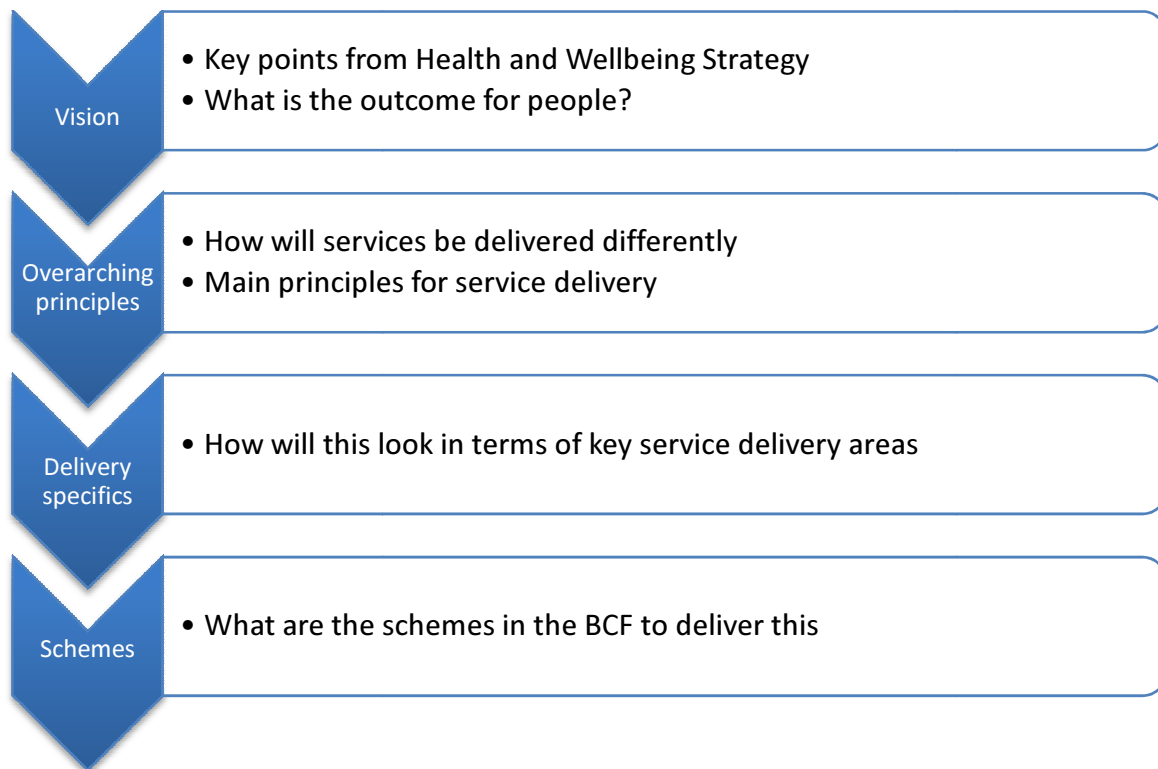 Vision
• Key points from Health and Wellbeing Strategy
• What is the outcome for people?
Overarching
principles
• How will services be delivered differently
• Main principles for service delivery
Delivery
specifics
• How will this look in terms of key service delivery areas
Schemes
• What are the schemes in the BCF to deliver this